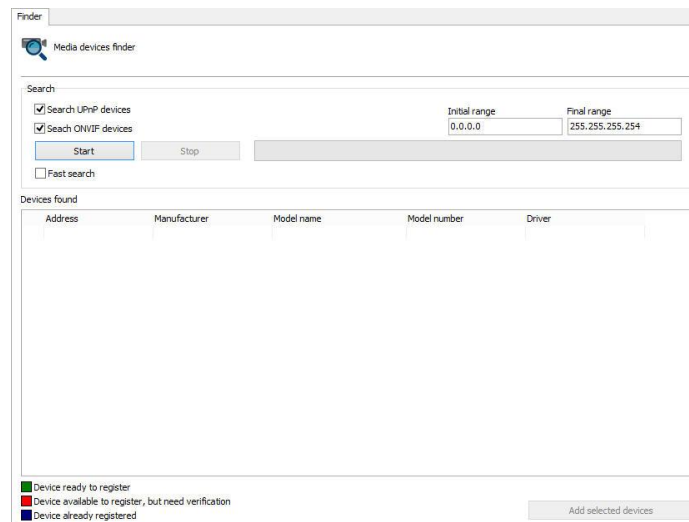 Finder
Media devices finder
Search
Search UPnP devices
Seach ONVIF devices
Initial range
Final range
0.0.0.0
255.255.255.254
Start
Stop
Fast search
Devices found
Address Manufacturer Model name Model number Driver
Device ready to register
Device available to register, but need verification
Device already registered
Add selected devices